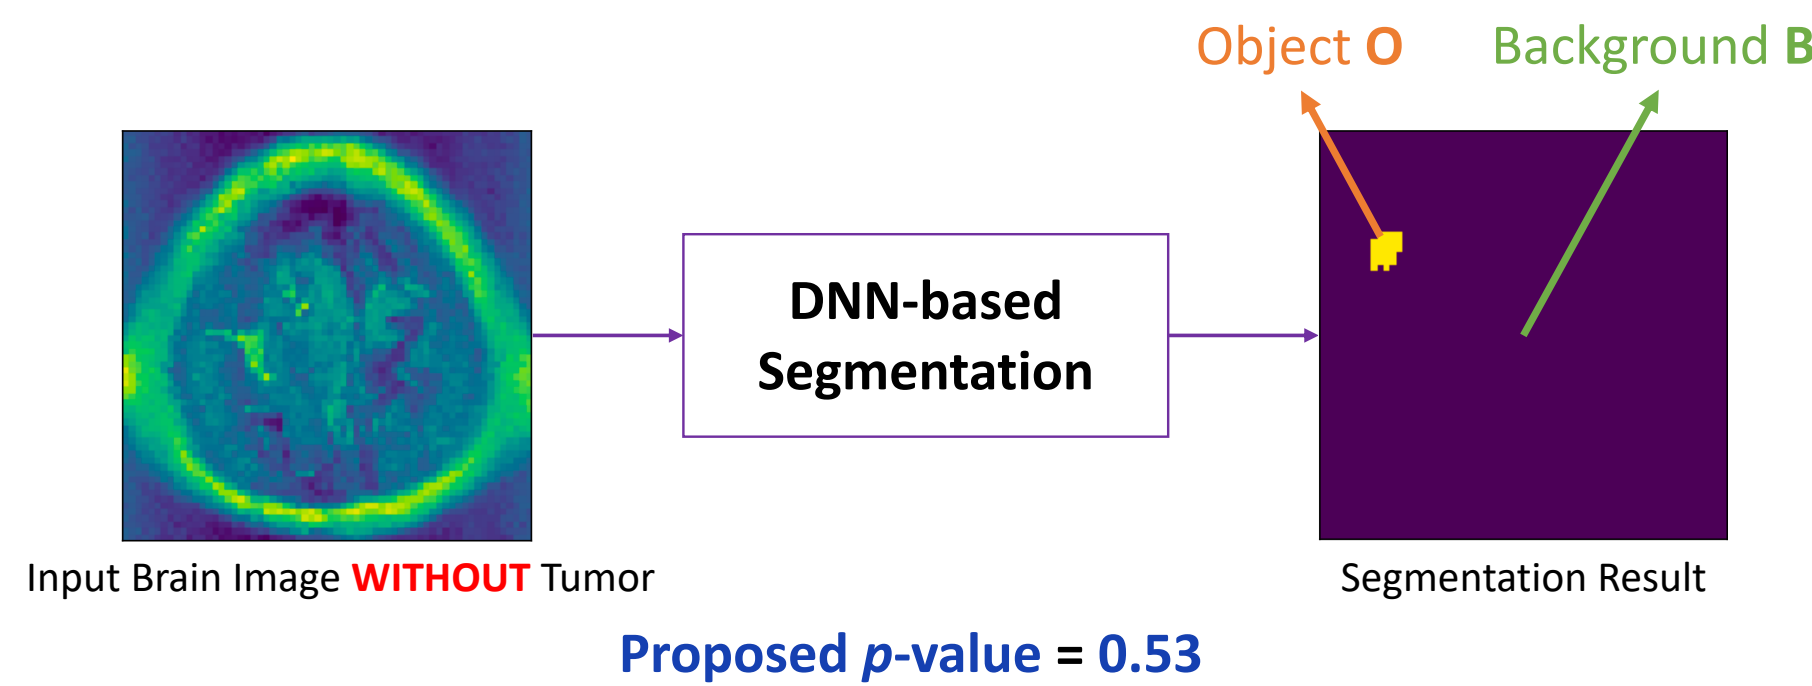 Object O
Background B
DNN-based
Segmentation
Input Brain Image WITHOUT Tumor
Segmentation Result
Proposed p-value = 0.53